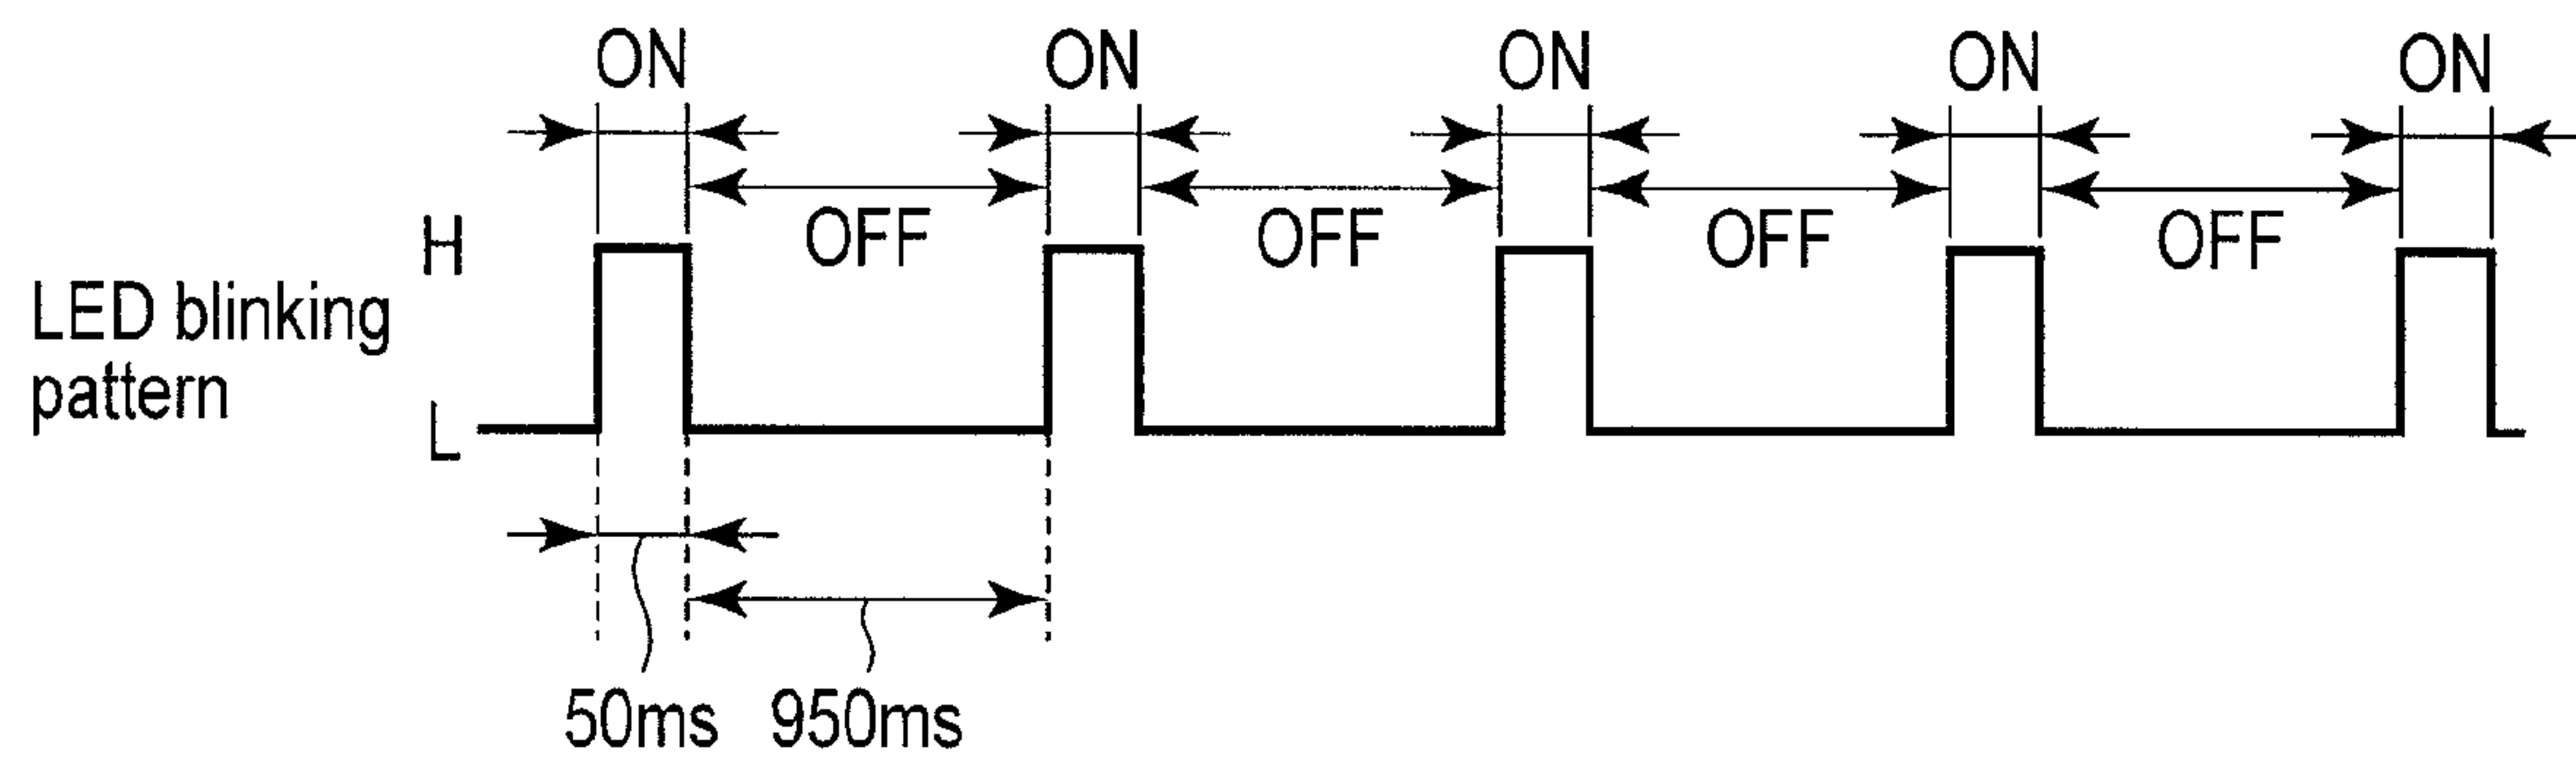 ON ON ON ON ON
OFF OFF OFF OFF
H
LED blinking
pattern
L
50ms 950ms